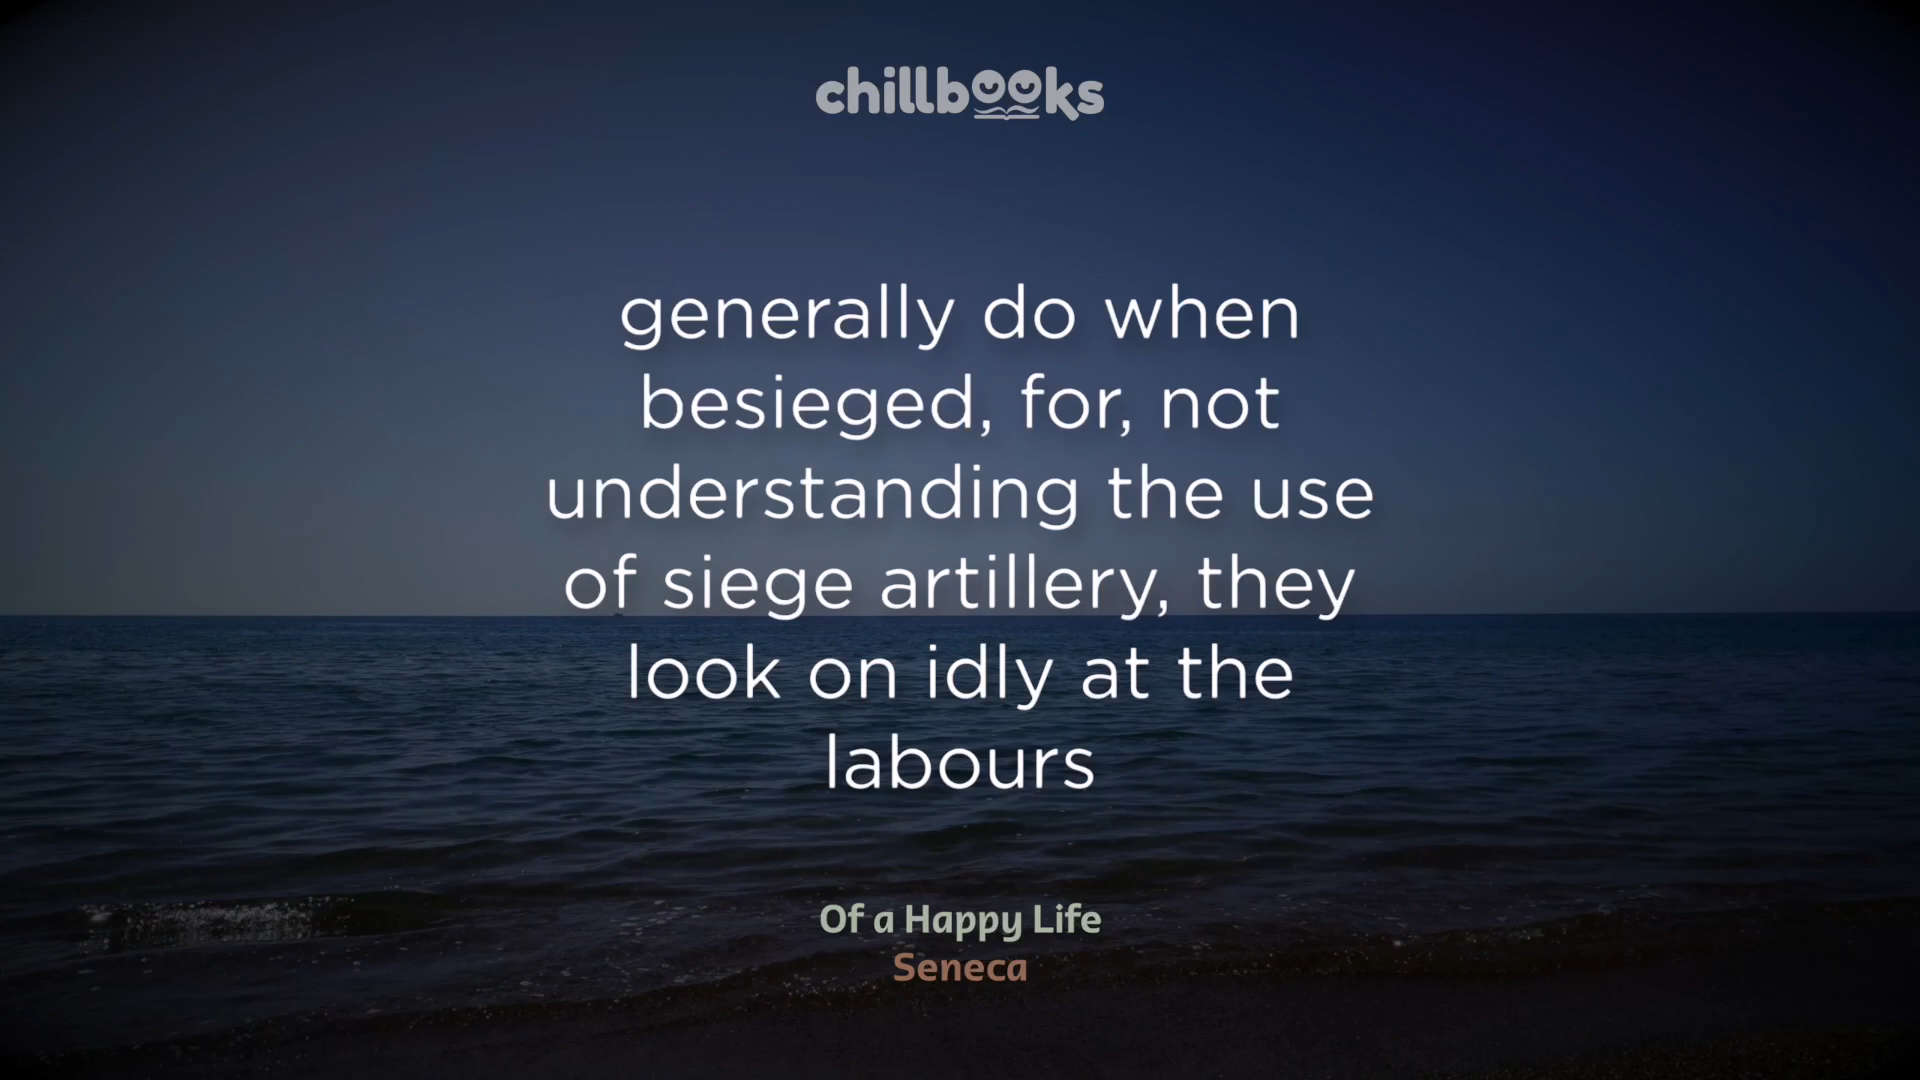 chillbooks
generally do when
besieged, for, not
understanding the use
of siege artillery, they
look on idly at the
labours
Of a Happy Life
Seneca